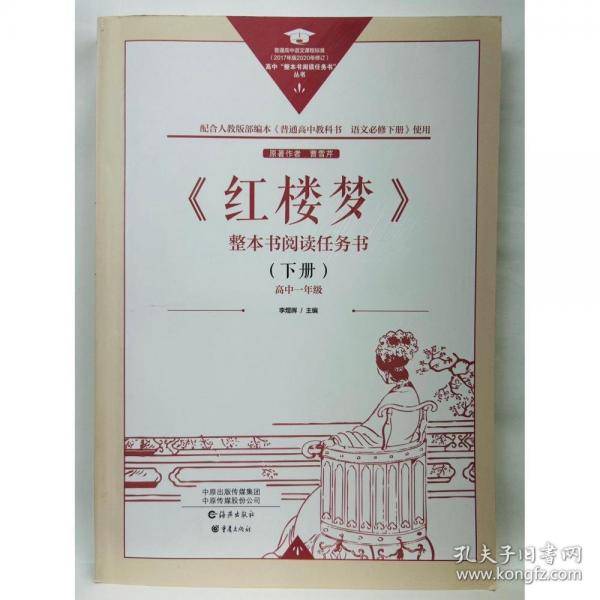 普通高中语文课程标准
（2017年版2020年修订）
高中“整本书阅读任务书”
丛书
配合人教版部编本《普通高中教科书 语文必修下册》使用
原著作者 曹雪芹
《红楼梦》
整本书阅读任务书
（下册）
高中一年级
李煜晖 / 主编
中原出版传媒集团
中原传媒股份公司
海燕出版社
重庆出版社
孔夫子旧书网
www.kongfz.com